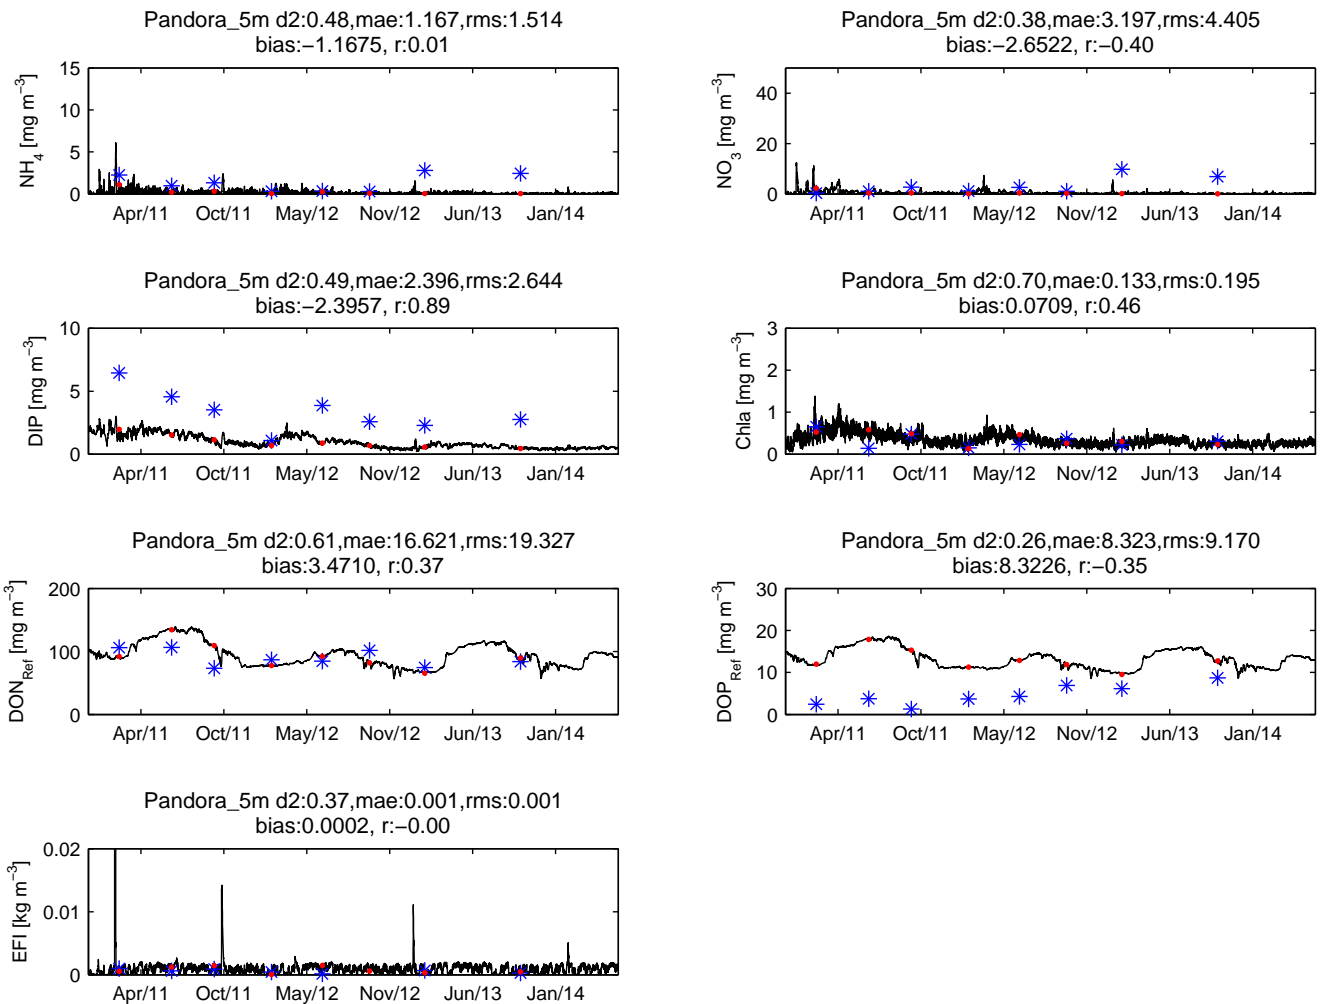 Pandora_5m d2:0.48,mae:1.167,rms:1.514
bias:−1.1675, r:0.01
15
10
5
0
NH4 [mg m−3]
Apr/11 Oct/11 May/12 Nov/12 Jun/13 Jan/14
Pandora_5m d2:0.38,mae:3.197,rms:4.405
bias:−2.6522, r:−0.40
40
20
0
NO3 [mg m−3]
Apr/11 Oct/11 May/12 Nov/12 Jun/13 Jan/14
Pandora_5m d2:0.49,mae:2.396,rms:2.644
bias:−2.3957, r:0.89
10
5
0
DIP [mg m−3]
Apr/11 Oct/11 May/12 Nov/12 Jun/13 Jan/14
Pandora_5m d2:0.70,mae:0.133,rms:0.195
bias:0.0709, r:0.46
3
2
1
0
Chla [mg m−3]
Apr/11 Oct/11 May/12 Nov/12 Jun/13 Jan/14
Pandora_5m d2:0.61,mae:16.621,rms:19.327
bias:3.4710, r:0.37
200
100
0
DONRef [mg m−3]
Apr/11 Oct/11 May/12 Nov/12 Jun/13 Jan/14
Pandora_5m d2:0.26,mae:8.323,rms:9.170
bias:8.3226, r:−0.35
30
20
10
0
DOPRef [mg m−3]
Apr/11 Oct/11 May/12 Nov/12 Jun/13 Jan/14
Pandora_5m d2:0.37,mae:0.001,rms:0.001
bias:0.0002, r:−0.00
0.02
0.01
0
EFI [kg m−3]
Apr/11 Oct/11 May/12 Nov/12 Jun/13 Jan/14